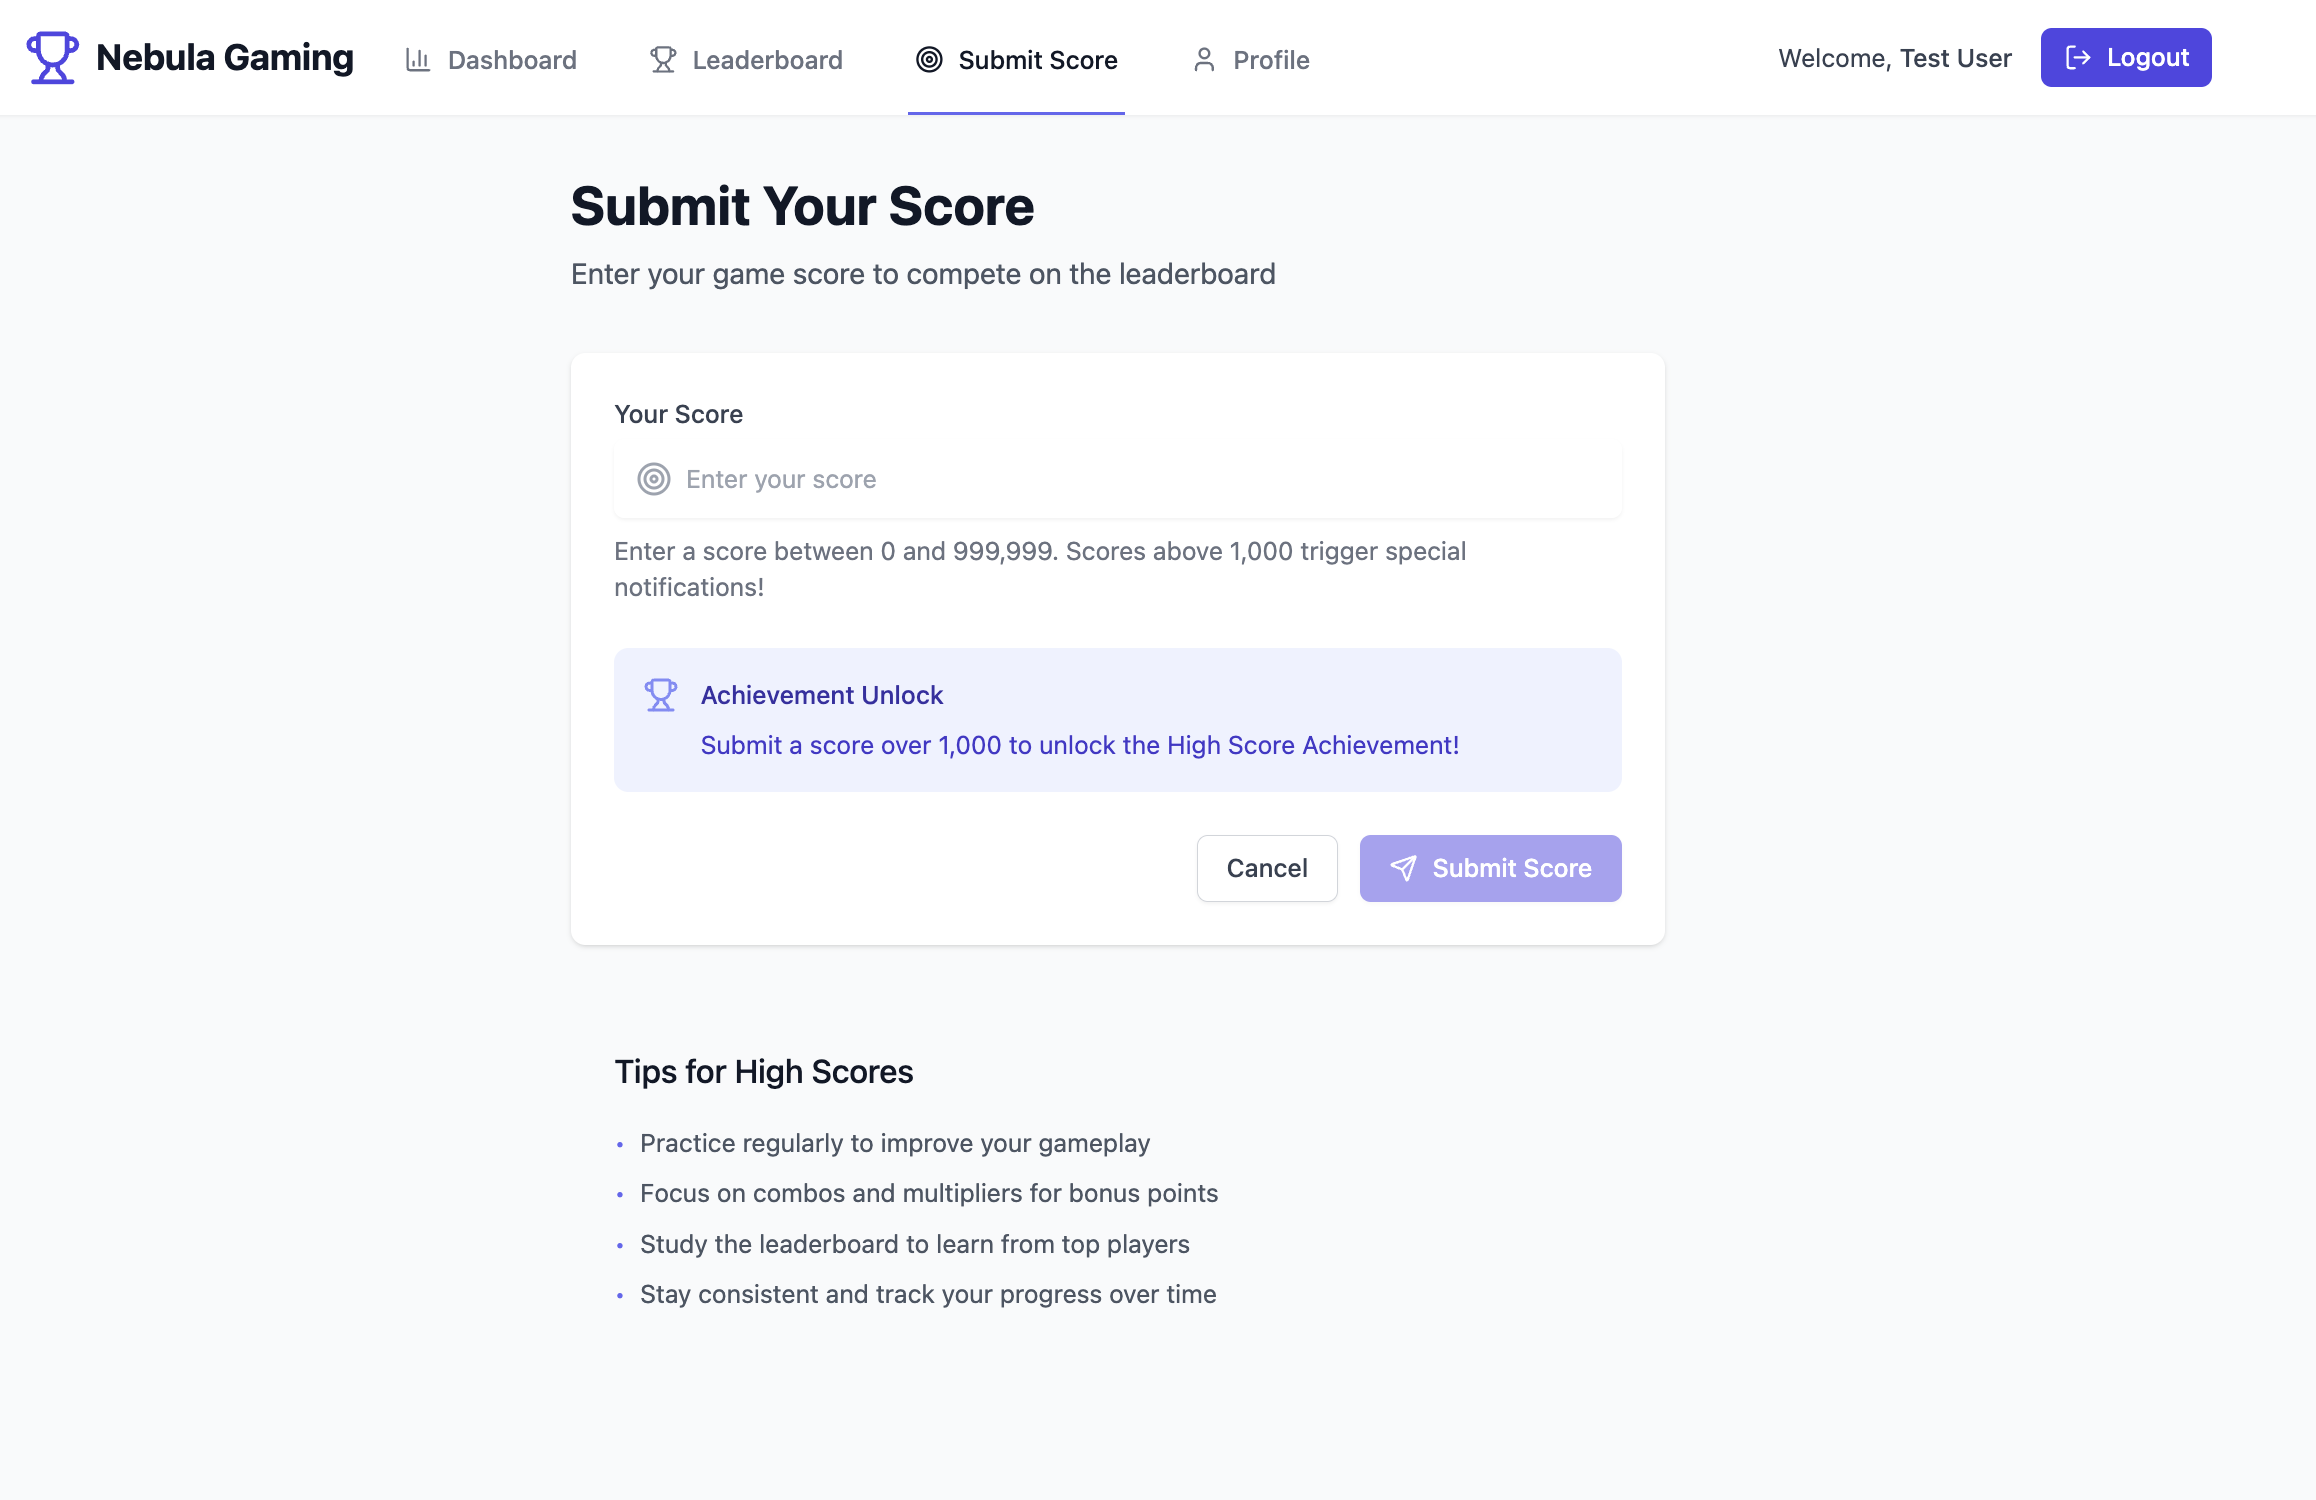 Nebula Gaming
Dashboard
Leaderboard
Submit Score
Profile
Welcome, Test User
Logout
Submit Your Score
Enter your game score to compete on the leaderboard
Your Score
Enter your score
Enter a score between 0 and 999,999. Scores above 1,000 trigger special
notifications!
Achievement Unlock
Submit a score over 1,000 to unlock the High Score Achievement!
Cancel
Submit Score
Tips for High Scores
• Practice regularly to improve your gameplay
• Focus on combos and multipliers for bonus points
• Study the leaderboard to learn from top players
• Stay consistent and track your progress over time